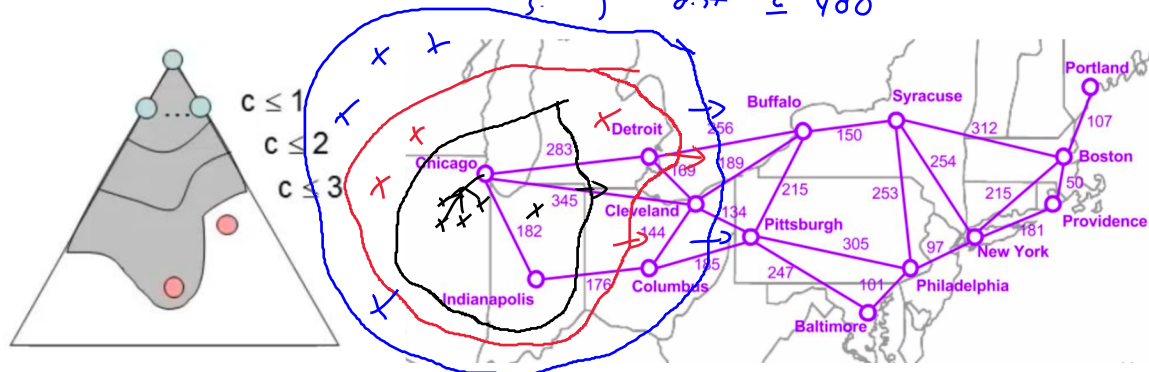 dist ≤ 400
c ≤ 1
c ≤ 2
c ≤ 3
....
Portland
Buffalo
Syracuse
107
Detroit
256
150
312
Chicago
283
169
189
254
Boston
50
345
Cleveland
215
253
215
Providence
182
144
134
Pittsburgh
305
97
181
New York
176
185
247
101
Philadelphia
Indianapolis
Columbus
Baltimore